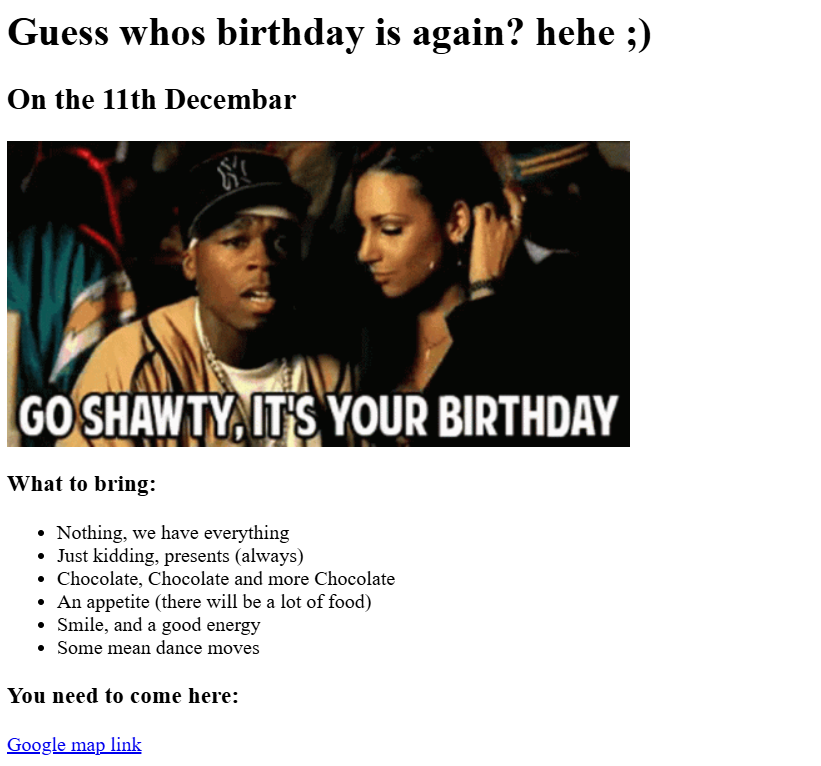 Guess whos birthday is again? hehe ;)
On the 11th Decembar
GO SHAWTY, IT'S YOUR BIRTHDAY
What to bring:
Nothing, we have everything
Just kidding, presents (always)
Chocolate, Chocolate and more Chocolate
An appetite (there will be a lot of food)
Smile, and a good energy
Some mean dance moves
You need to come here:
Google map link